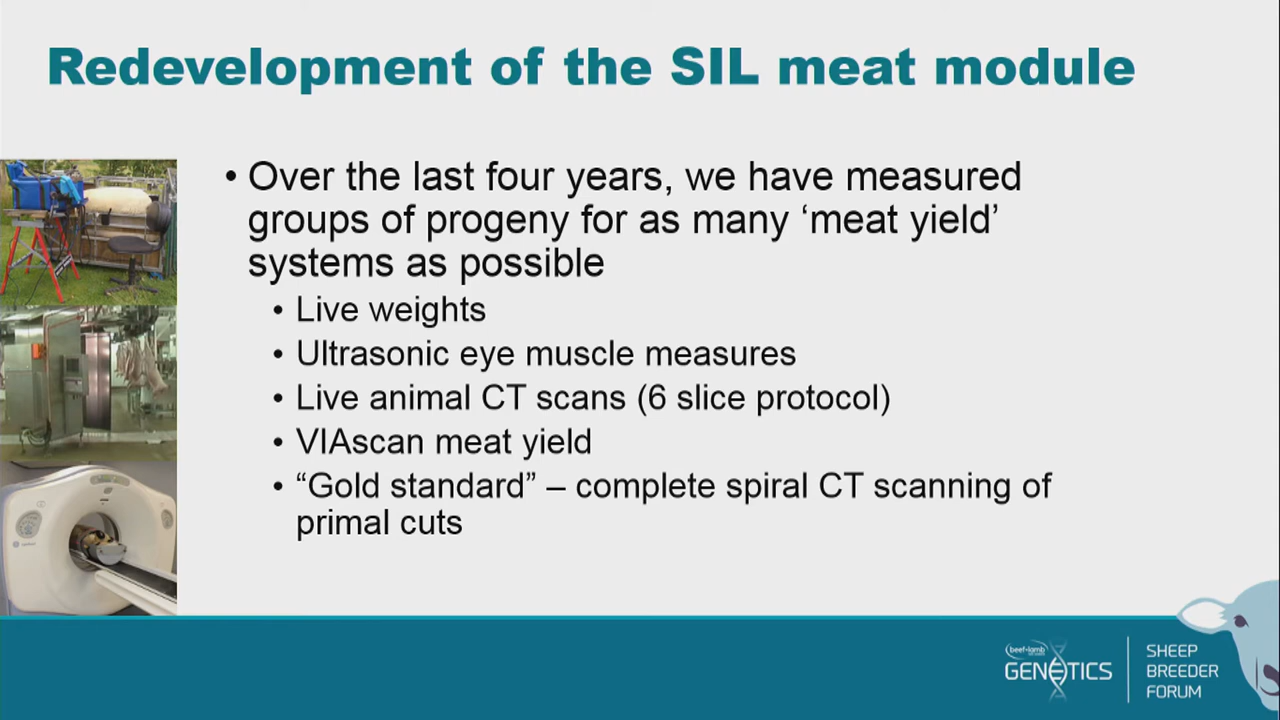 Redevelopment of the SIL meat module
• Over the last four years, we have measured
groups of progeny for as many ‘meat yield’
systems as possible
• Live weights
• Ultrasonic eye muscle measures
• Live animal CT scans (6 slice protocol)
• VIAscan meat yield
• “Gold standard” – complete spiral CT scanning of
primal cuts
beef+lamb
GENETICS
SHEEP
BREEDER
FORUM